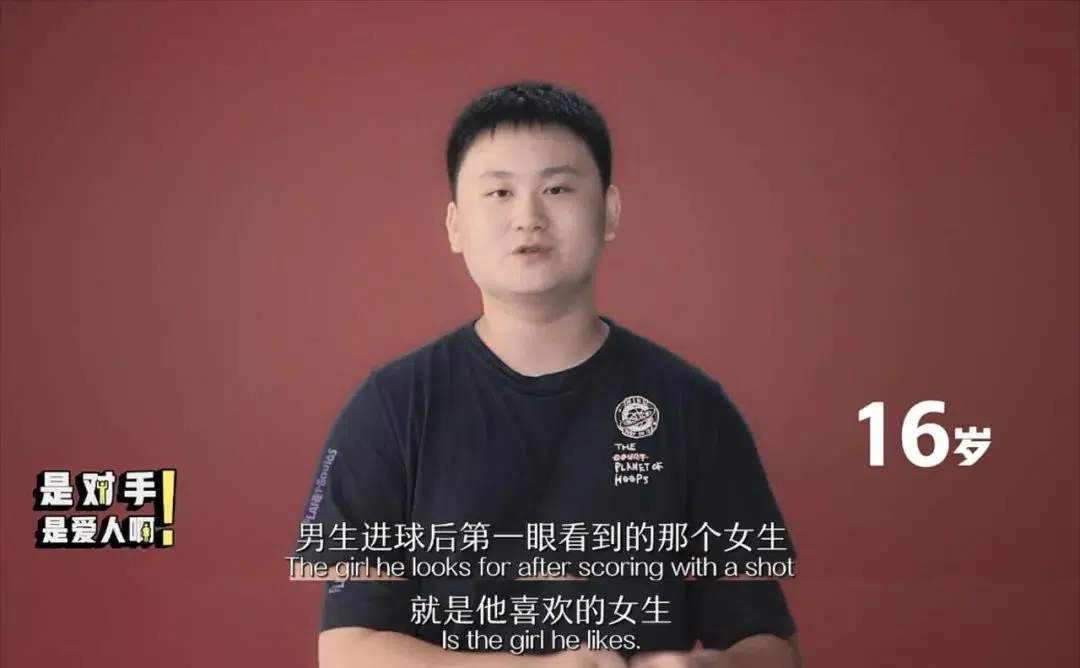 THE
COURT
PLANET OF
HOOPS
16岁
是对手
是爱人啊!
男生进球后第一眼看到的那个女生
The girl he looks for after scoring with a shot
就是他喜欢的女生
Is the girl he likes.